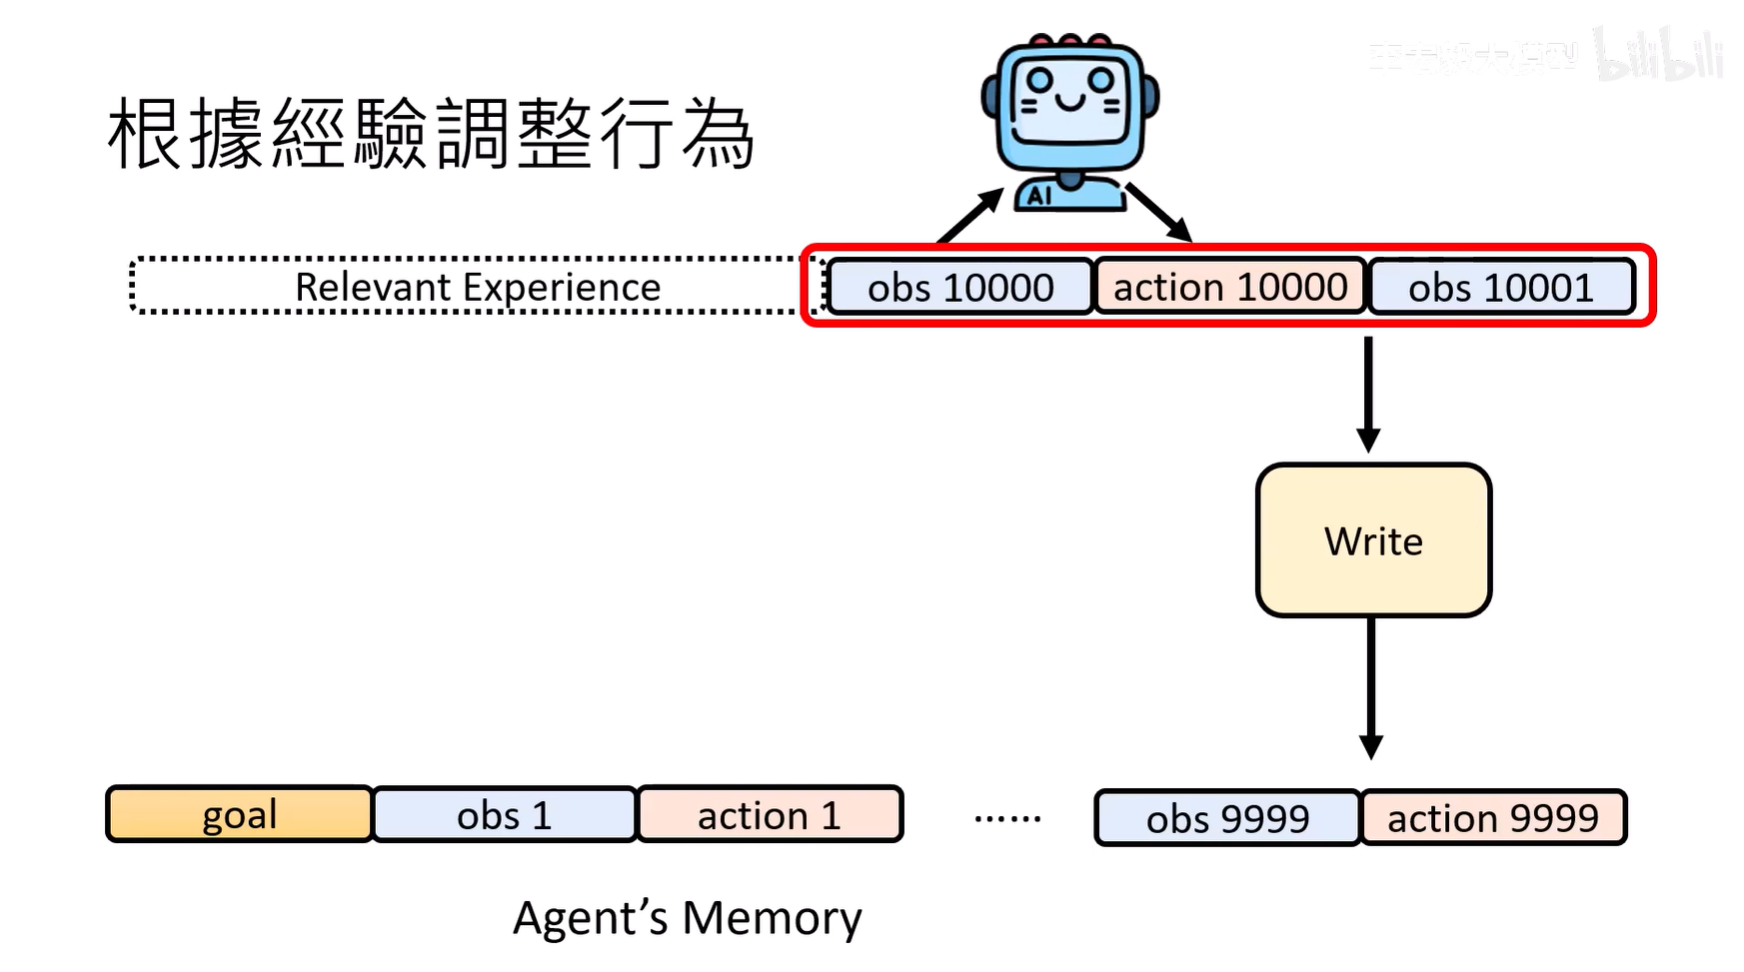 bilibili
根據經驗調整行為
AI
Relevant Experience
obs 10000
action 10000
obs 10001
Write
goal
obs 1
action 1
......
obs 9999
action 9999
Agent’s Memory